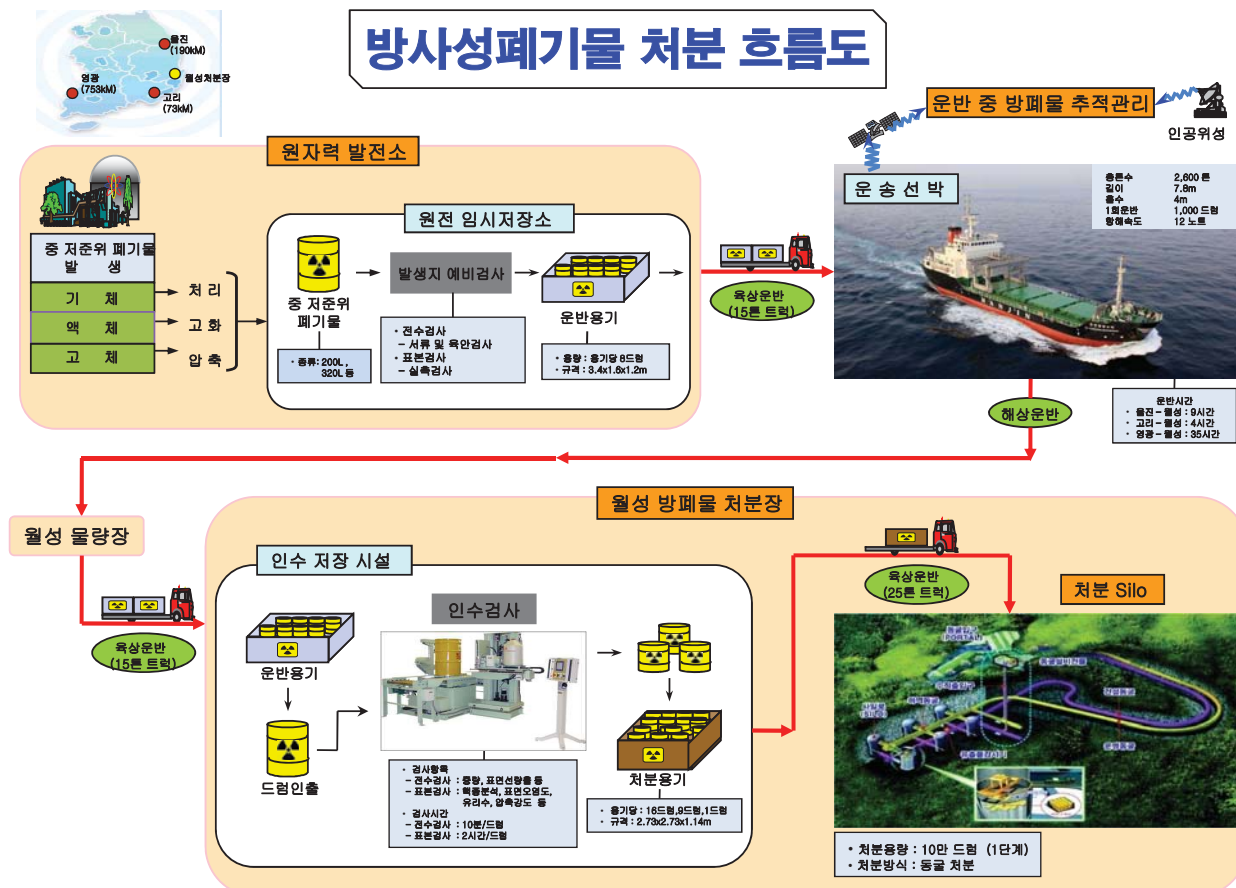 방사성폐기물 처분 흐름도
울진
(190kM)
월성처분장
영광
(753kM)
고리
(73kM)
운반 중 방폐물 추적관리
인공위성
원자력 발전소
중 저준위 폐기물
발 생
기 체
액 체
고 체
처 리
고 화
압 축
원전 임시저장소
중 저준위
폐기물
• 종류: 200L,
320L 등
발생지 예비검사
• 전수검사
– 서류 및 육안검사
• 표본검사
– 실측검사
운반용기
• 용량 : 용기당 8드럼
• 규격 : 3.4x1.6x1.2m
육상운반
(15톤 트럭)
운 송 선 박
총톤수 2,600 톤
길이 7.8m
흘수 4m
1회운반 1,000 드럼
항해속도 12 노트
해상운반
운반시간
• 울진 – 월성 : 9시간
• 고리 – 월성 : 4시간
• 영광 – 월성 : 35시간
월성 물량장
육상운반
(15톤 트럭)
월성 방폐물 처분장
인수 저장 시설
운반용기
드럼인출
인수검사
• 검사항목
– 전수검사 : 중량, 표면선량율 등
– 표본검사 : 핵종분석, 표면오염도,
유리수, 압축강도 등
• 검사시간
– 전수검사 : 10분/드럼
– 표본검사 : 2시간/드럼
처분용기
• 용기당 : 16드럼,9드럼,1드럼
• 규격 : 2.73x2.73x1.14m
육상운반
(25톤 트럭)
처분 Silo
동굴입구
(PORTAL)
건설동굴
운영동굴
하역동굴
• 처분용량 : 10만 드럼 (1단계)
• 처분방식 : 동굴 처분